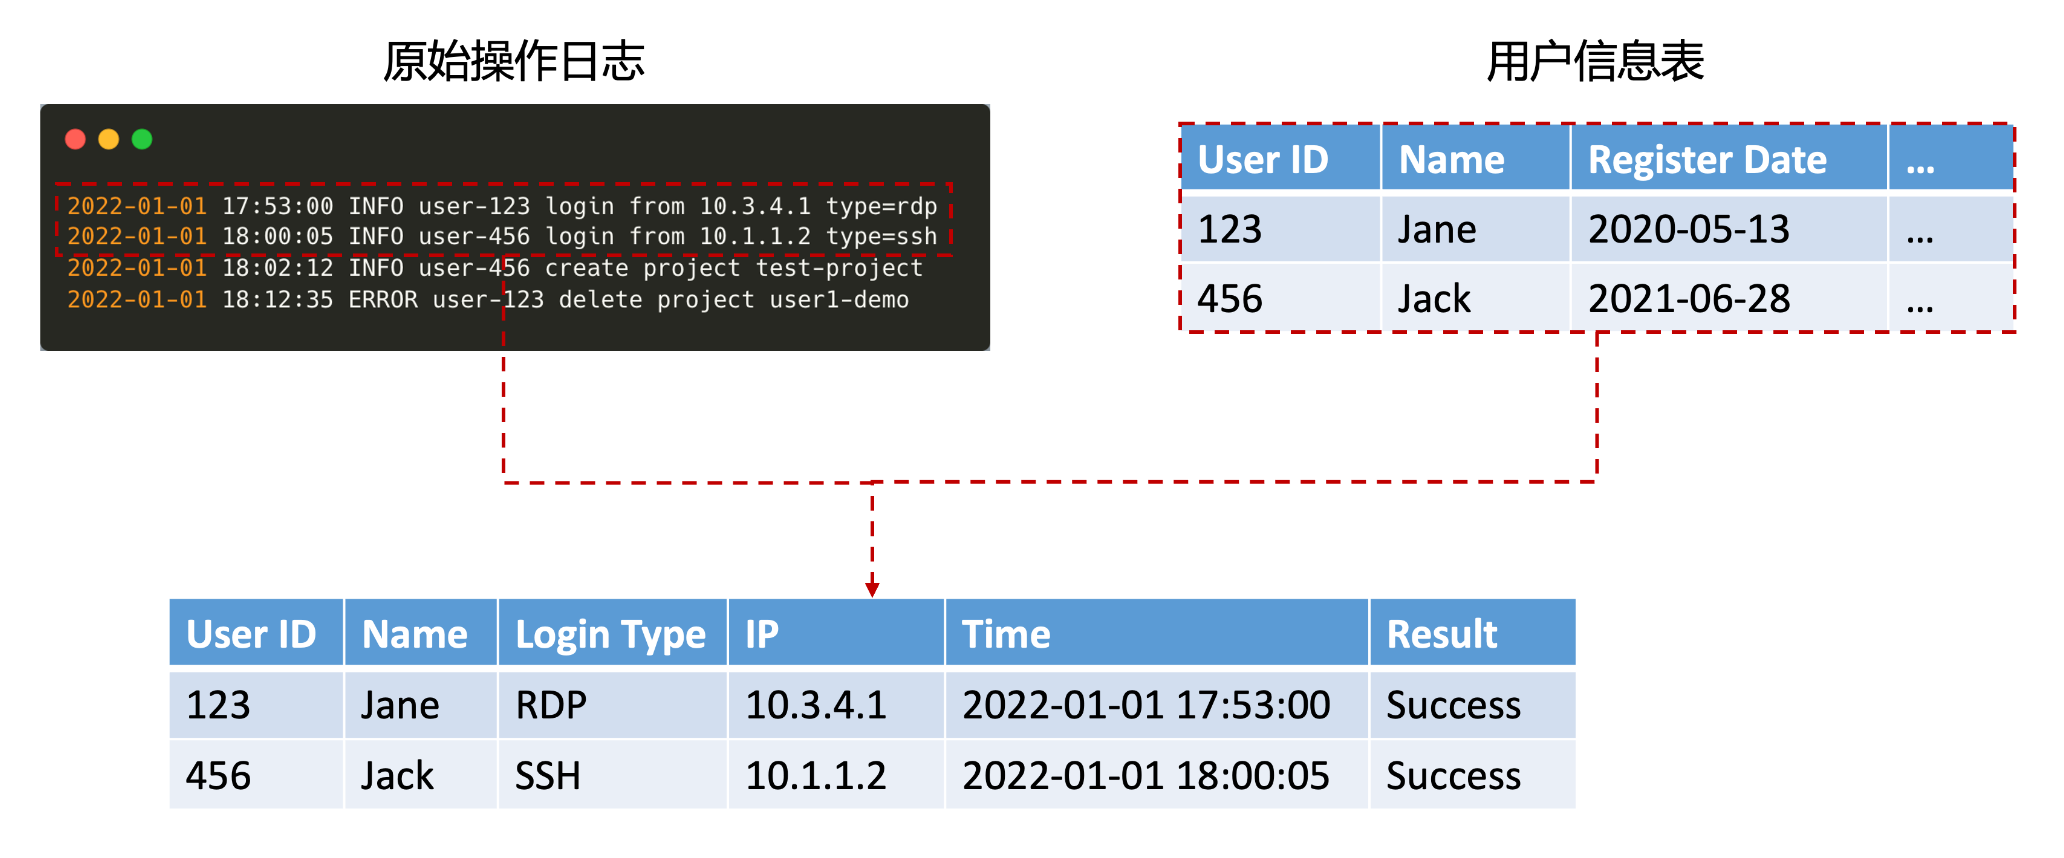 原始操作日志
2022-01-01 17:53:00 INFO user-123 login from 10.3.4.1 type=rdp
2022-01-01 18:00:05 INFO user-456 login from 10.1.1.2 type=ssh
2022-01-01 18:02:12 INFO user-456 create project test-project
2022-01-01 18:12:35 ERROR user-123 delete project user1-demo
用户信息表
User ID Name Register Date ...
123 Jane 2020-05-13 ...
456 Jack 2021-06-28 ...
User ID Name Login Type IP Time Result
123 Jane RDP 10.3.4.1 2022-01-01 17:53:00 Success
456 Jack SSH 10.1.1.2 2022-01-01 18:00:05 Success